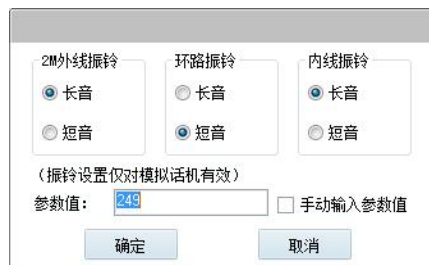 2M外线振铃 环路振铃 内线振铃
长音 长音 长音
短音 短音 短音
(振铃设置仅对模拟话机有效)
参数值: 249 手动输入参数值
确定 取消